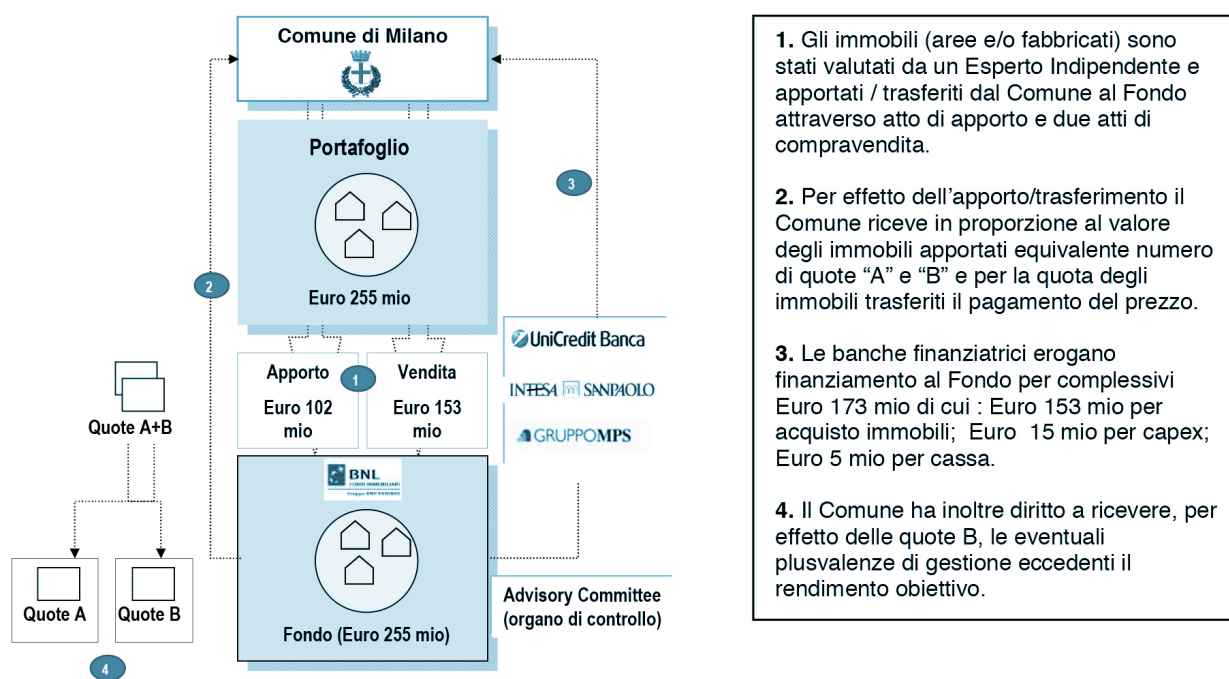 Comune di Milano
Portafoglio
Euro 255 mio
3
2
Apporto
Euro 102
mio
1
Vendita
Euro 153
mio
UniCredit Banca
INTESA SANPAOLO
GRUPPOMPS
Quote A+B
BNL
FONDI IMMOBILIARI
Gruppo BNP PARIBAS
Quote A
Quote B
4
Fondo (Euro 255 mio)
Advisory Committee
(organo di controllo)
1. Gli immobili (aree e/o fabbricati) sono
stati valutati da un Esperto Indipendente e
apportati / trasferiti dal Comune al Fondo
attraverso atto di apporto e due atti di
compravendita.
2. Per effetto dell’apporto/trasferimento il
Comune riceve in proporzione al valore
degli immobili apportati equivalente numero
di quote “A” e “B” e per la quota degli
immobili trasferiti il pagamento del prezzo.
3. Le banche finanziatrici erogano
finanziamento al Fondo per complessivi
Euro 173 mio di cui : Euro 153 mio per
acquisto immobili; Euro 15 mio per capex;
Euro 5 mio per cassa.
4. Il Comune ha inoltre diritto a ricevere, per
effetto delle quote B, le eventuali
plusvalenze di gestione eccedenti il
rendimento obiettivo.